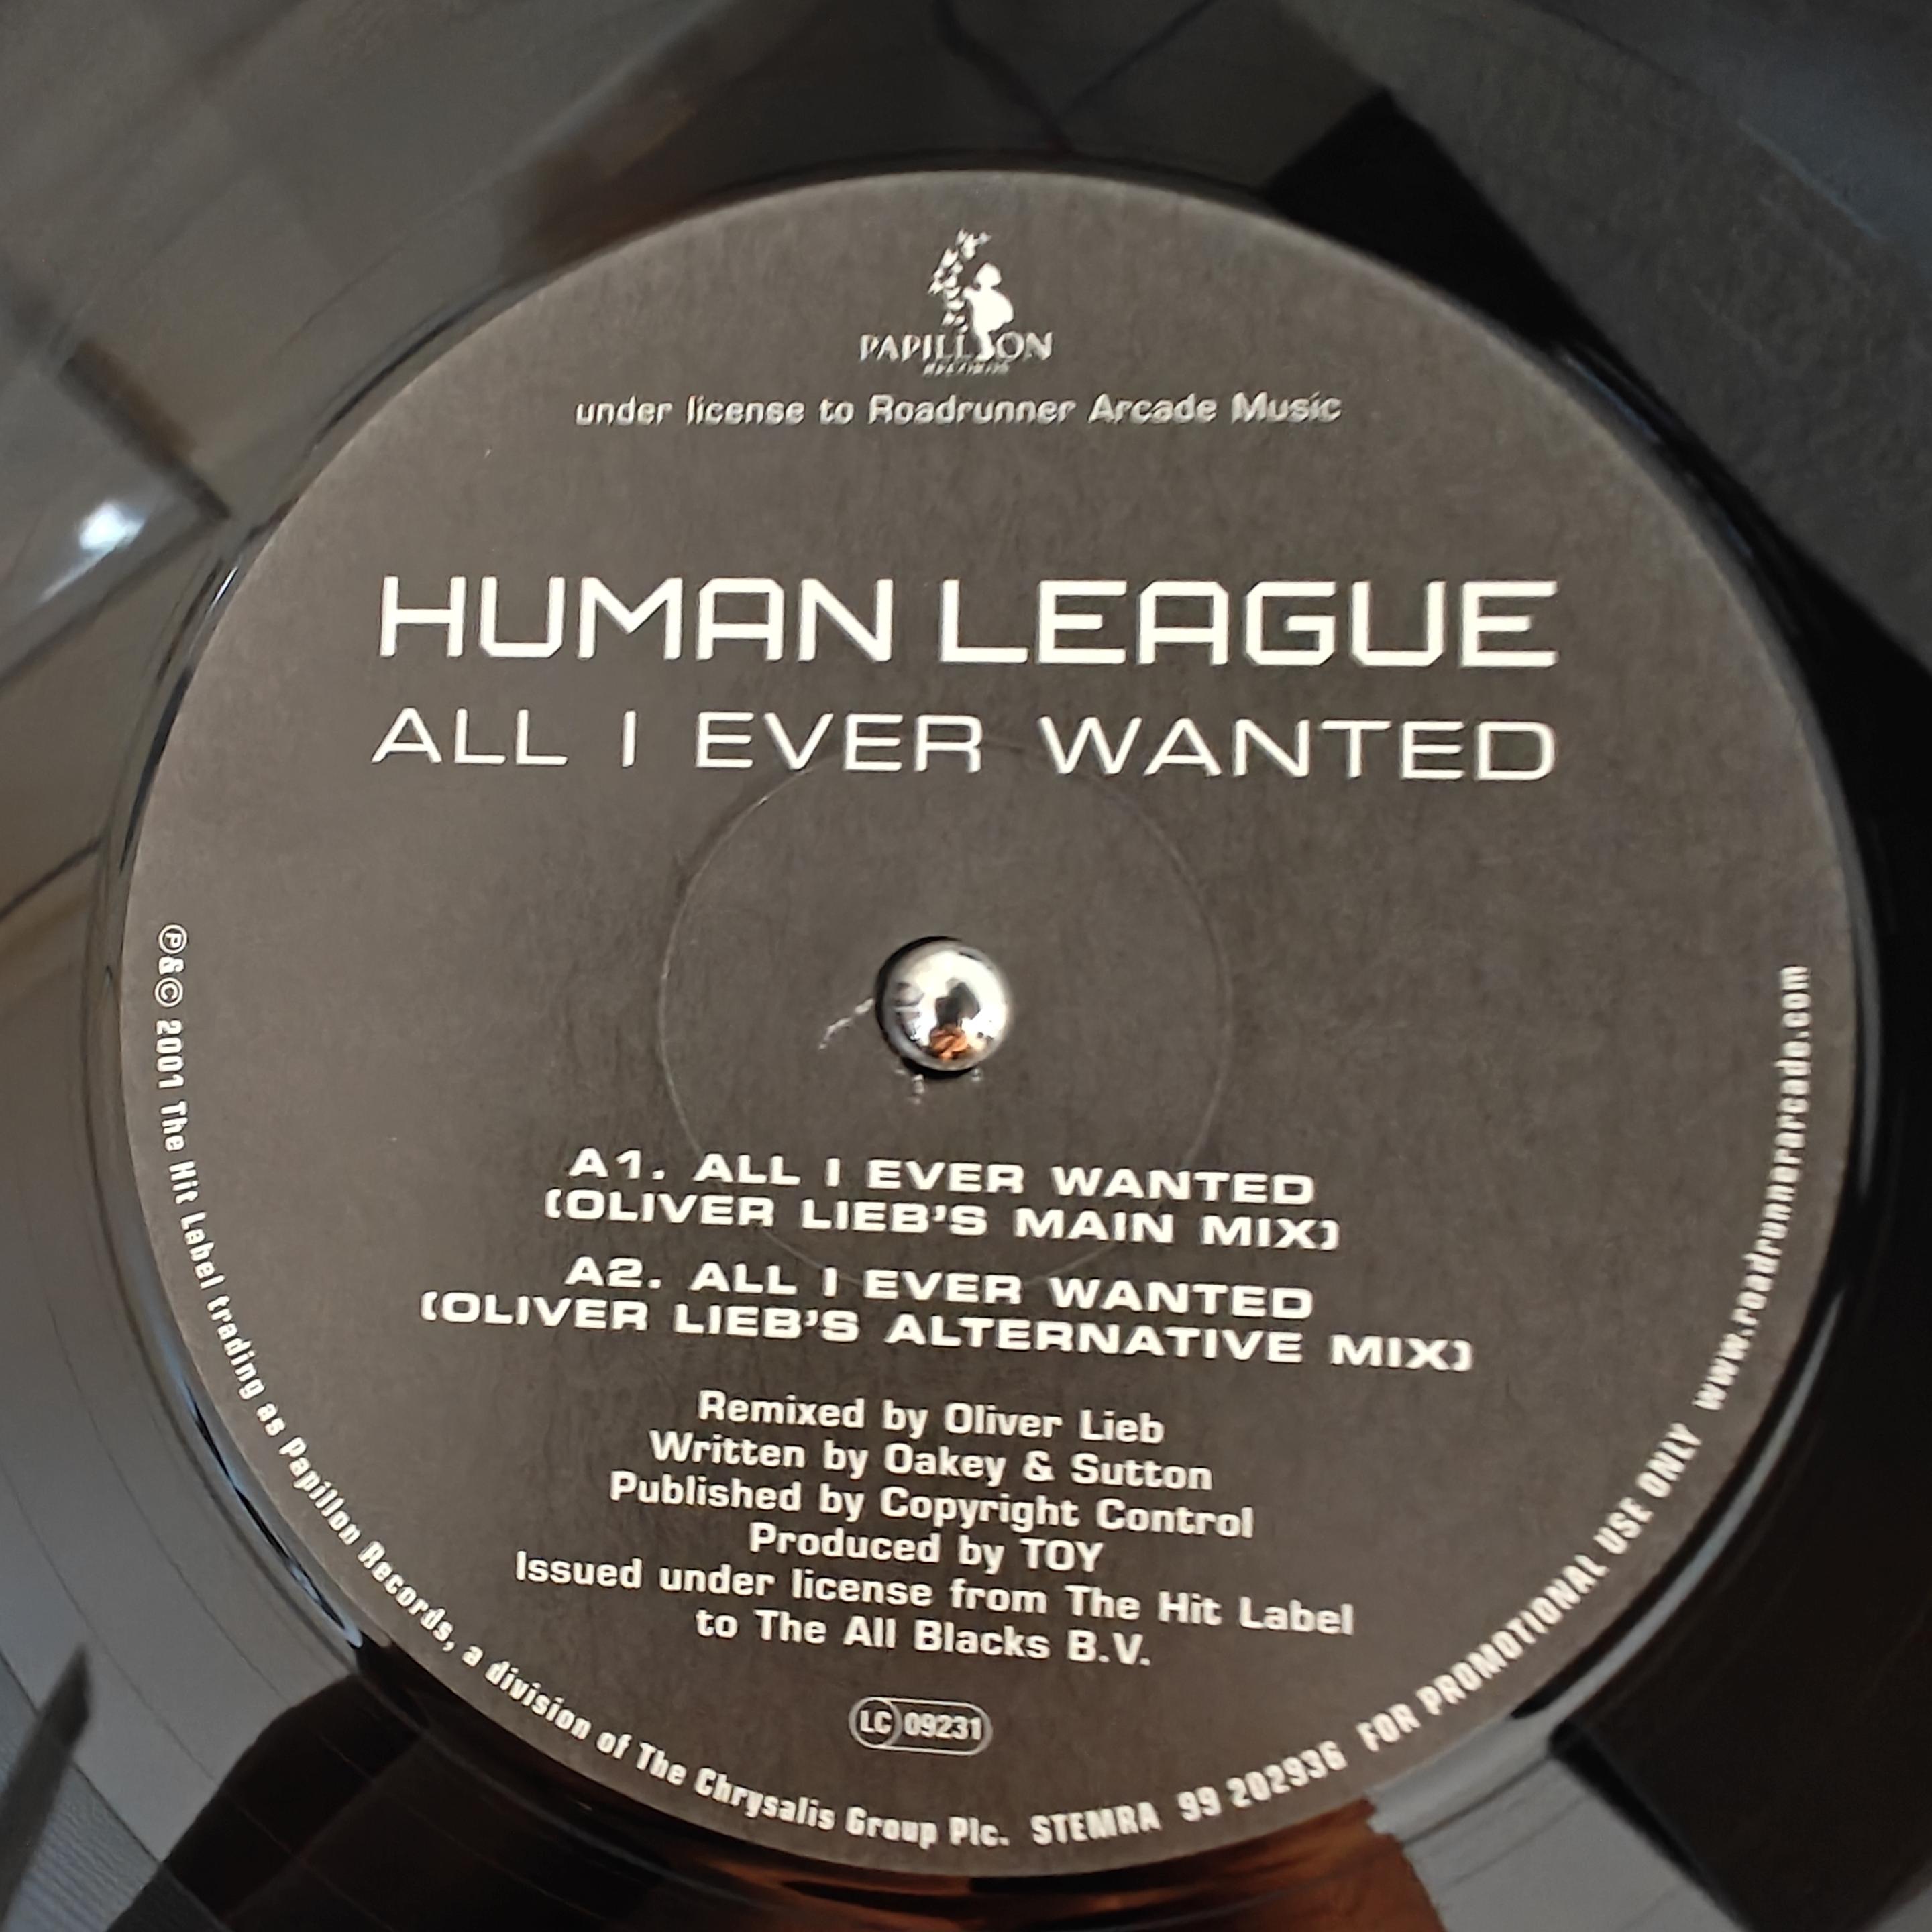 PAPILLON
RECORDS
under license to Roadrunner Arcade Music
HUMAN LEAGUE
ALL I EVER WANTED
A1. ALL I EVER WANTED
(OLIVER LIEB'S MAIN MIX)
A2. ALL I EVER WANTED
(OLIVER LIEB'S ALTERNATIVE MIX)
Remixed by Oliver Lieb
Written by Oakey & Sutton
Published by Copyright Control
Produced by TOY
Issued under license from The Hit Label
to The All Blacks B.V.
LC 09231
℗&© 2001 The Hit Label trading as Papillon Records, a division of The Chrysalis Group Plc. STEMRA 99 202936 FOR PROMOTIONAL USE ONLY www.roadrunnerarcade.com